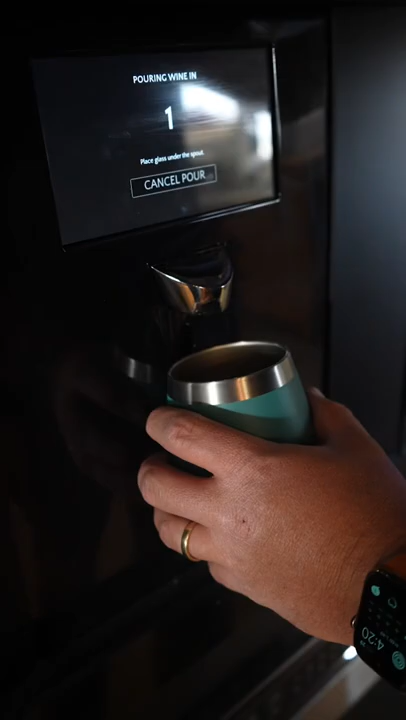 POURING WINE IN
1
Place glass under the spout.
CANCEL POUR
4:20